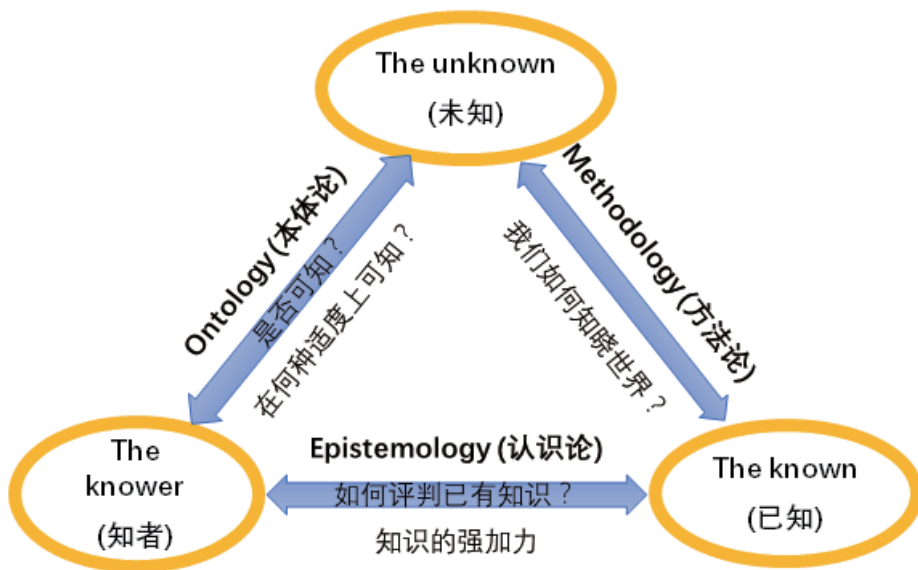 The unknown
(未知)
Ontology (本体论)
是否可知？
在何种适度上可知？
Methodology (方法论)
我们如何知晓世界？
The
knower
(知者)
Epistemology (认识论)
如何评判已有知识？
知识的强加力
The known
(已知)